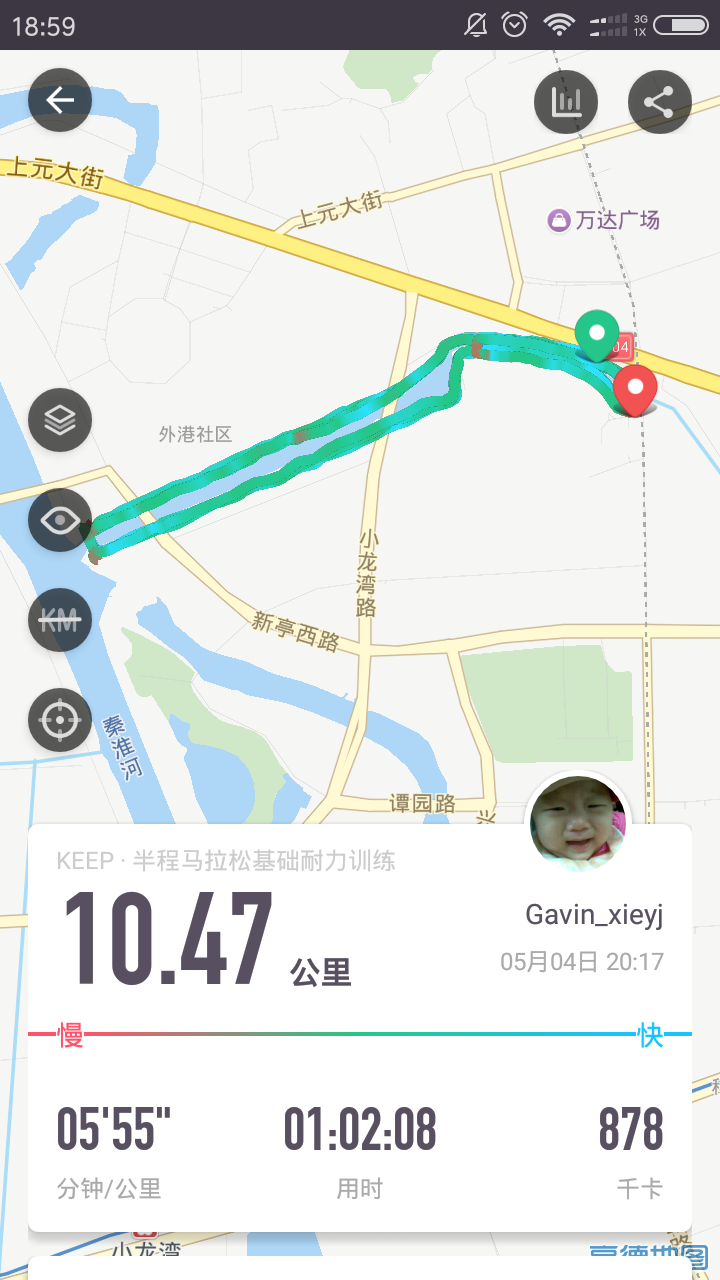 18:59
3G
1X
上元大街
上元大街
万达广场
04
外港社区
小龙湾路
新亭西路
KM
秦淮河
谭园路
KEEP · 半程马拉松基础耐力训练
10.47 公里
Gavin_xieyj
05月04日 20:17
慢
快
05'55"
01:02:08
878
分钟/公里
用时
千卡
小龙湾
路
高德地图